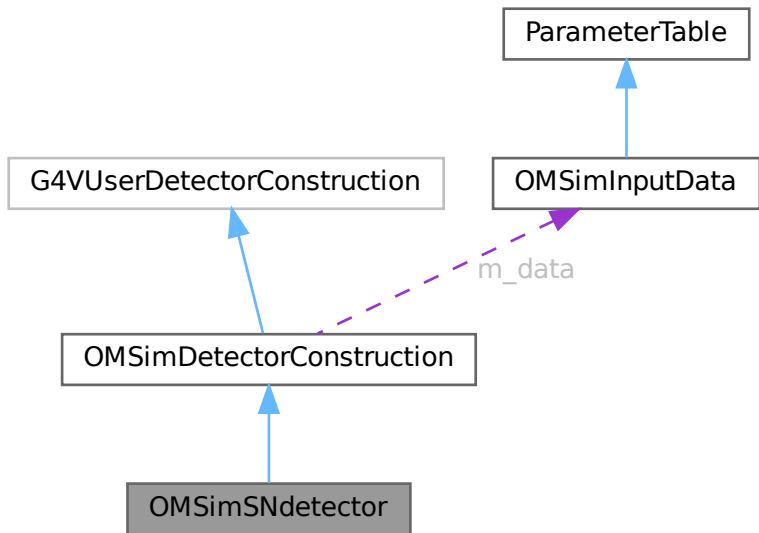 ParameterTable
G4VUserDetectorConstruction
OMSimInputData
m_data
OMSimDetectorConstruction
OMSimSNdetector